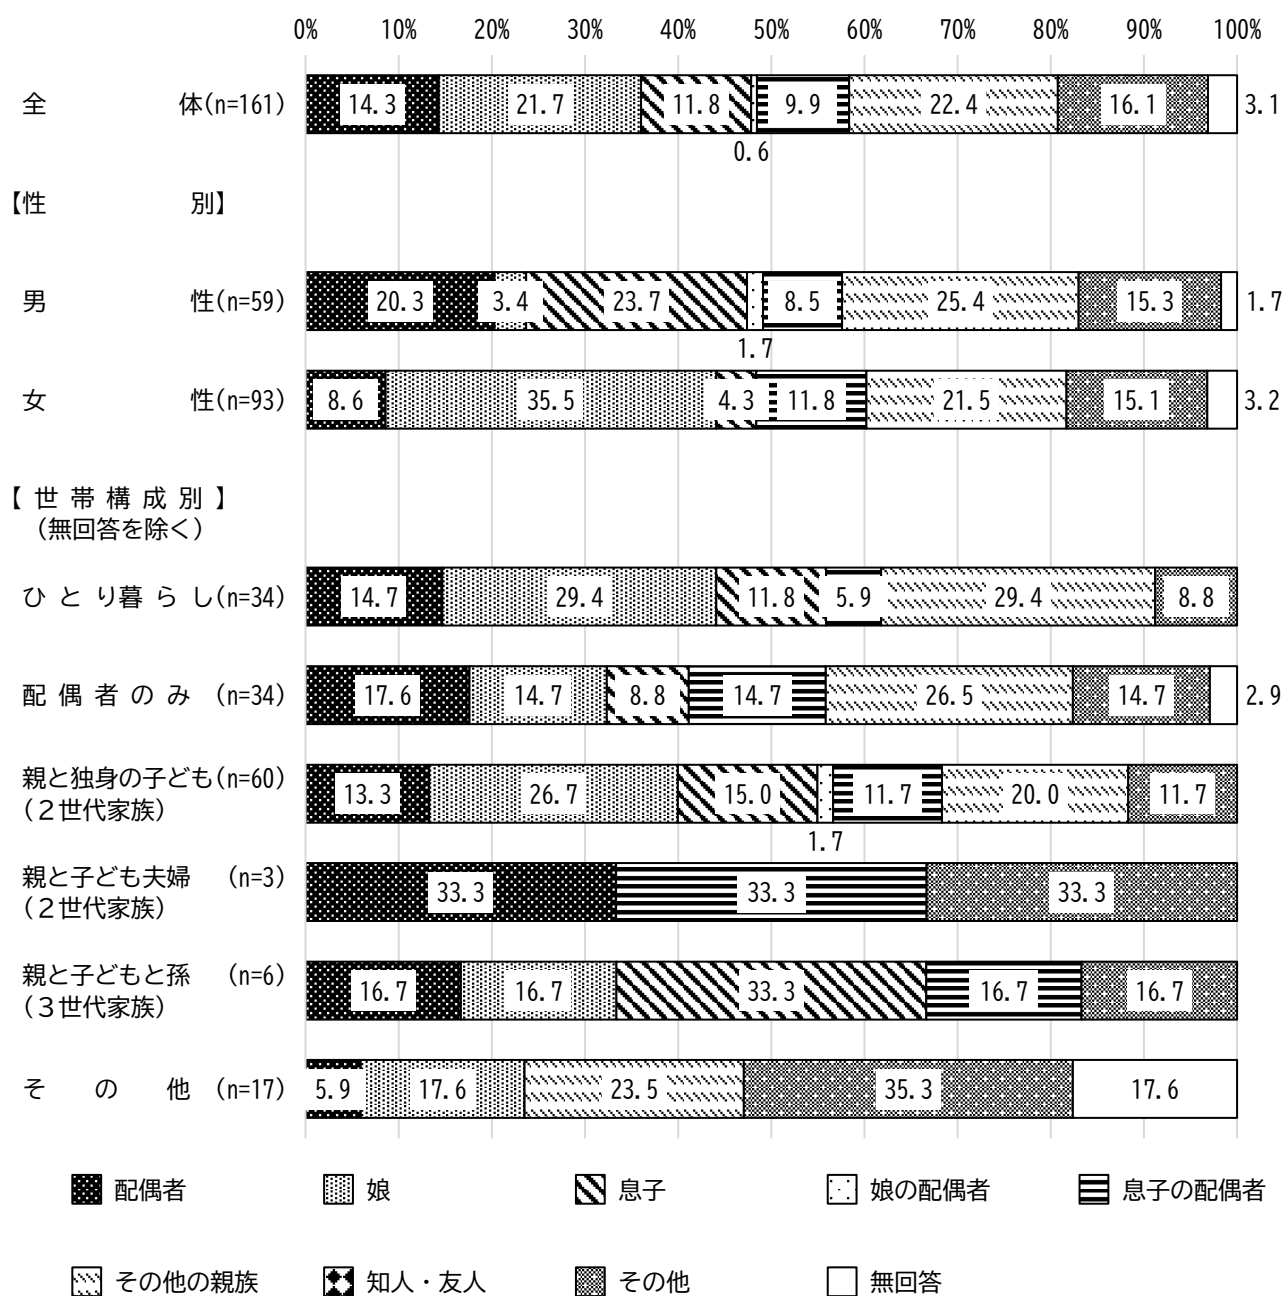 0% 10% 20% 30% 40% 50% 60% 70% 80% 90% 100%
全 体(n=161) 14.3 21.7 11.8 9.9 22.4 16.1 3.1
0.6
【性 別】
男 性(n=59) 20.3 3.4 23.7 8.5 25.4 15.3 1.7
1.7
女 性(n=93) 8.6 35.5 4.3 11.8 21.5 15.1 3.2
【 世 帯 構 成 別 】
（無回答を除く）
ひ と り暮 ら し(n=34) 14.7 29.4 11.8 5.9 29.4 8.8
配 偶 者 の み (n=34) 17.6 14.7 8.8 14.7 26.5 14.7 2.9
親と独身の子ども(n=60) 13.3 26.7 15.0 11.7 20.0 11.7
（２世代家族）
1.7
親と子ども夫婦 (n=3) 33.3 33.3 33.3
（２世代家族）
親と子どもと孫 (n=6) 16.7 16.7 33.3 16.7 16.7
（３世代家族）
そ の 他 (n=17) 5.9 17.6 23.5 35.3 17.6
配偶者 娘 息子 娘の配偶者 息子の配偶者
その他の親族 知人・友人 その他 無回答